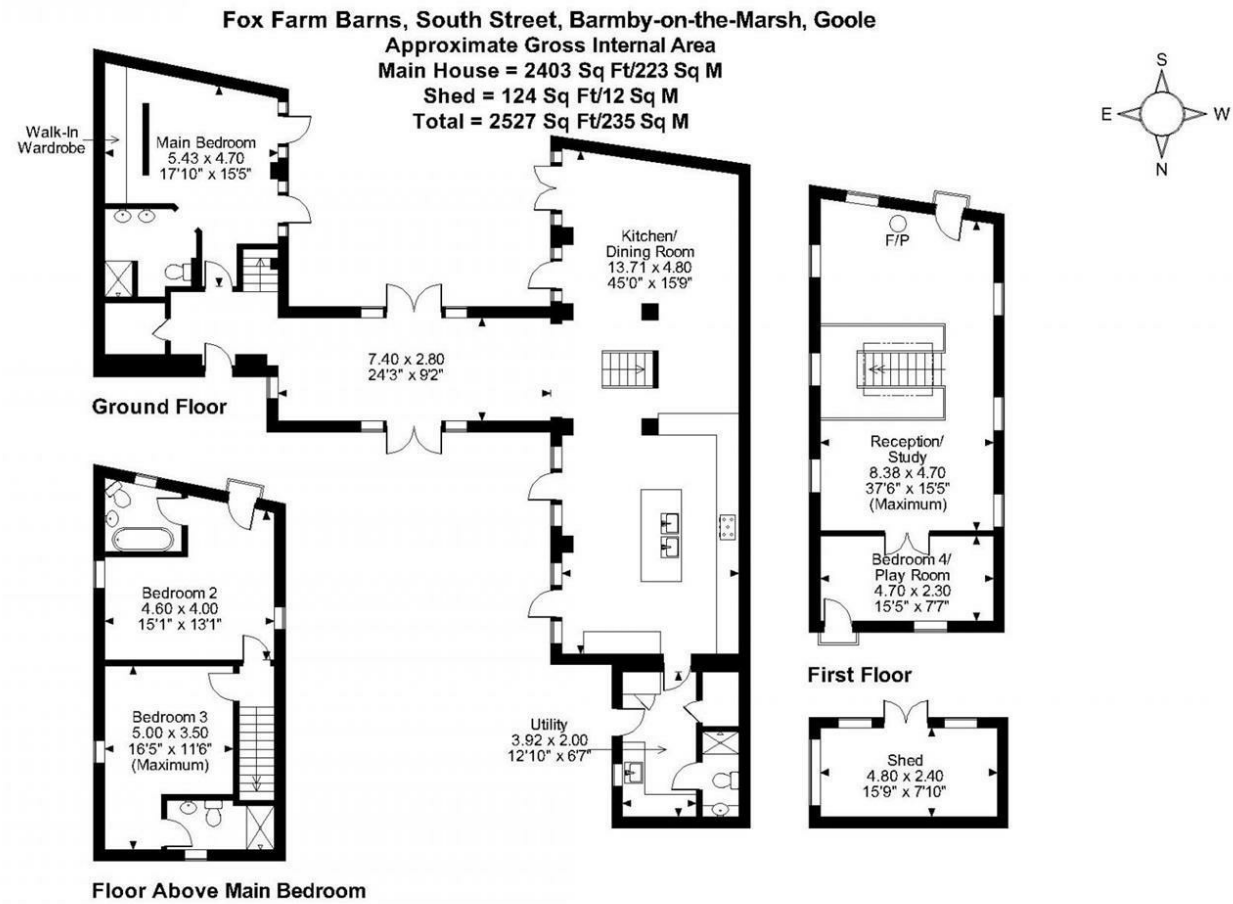 Fox Farm Barns, South Street, Barmby-on-the-Marsh, Goole
Approximate Gross Internal Area
Main House = 2403 Sq Ft/223 Sq M
Shed = 124 Sq Ft/12 Sq M
Total = 2527 Sq Ft/235 Sq M
S
E
W
N
Walk-In
Wardrobe
Main Bedroom
5.43 x 4.70
17'10" x 15'5"
Kitchen/
Dining Room
13.71 x 4.80
45'0" x 15'9"
F/P
7.40 x 2.80
24'3" x 9'2"
Ground Floor
Reception/
Study
8.38 x 4.70
37'6" x 15'5"
(Maximum)
Bedroom 4/
Play Room
4.70 x 2.30
15'5" x 7'7"
First Floor
Bedroom 2
4.60 x 4.00
15'1" x 13'1"
Bedroom 3
5.00 x 3.50
16'5" x 11'6"
(Maximum)
Utility
3.92 x 2.00
12'10" x 6'7"
Shed
4.80 x 2.40
15'9" x 7'10"
Floor Above Main Bedroom